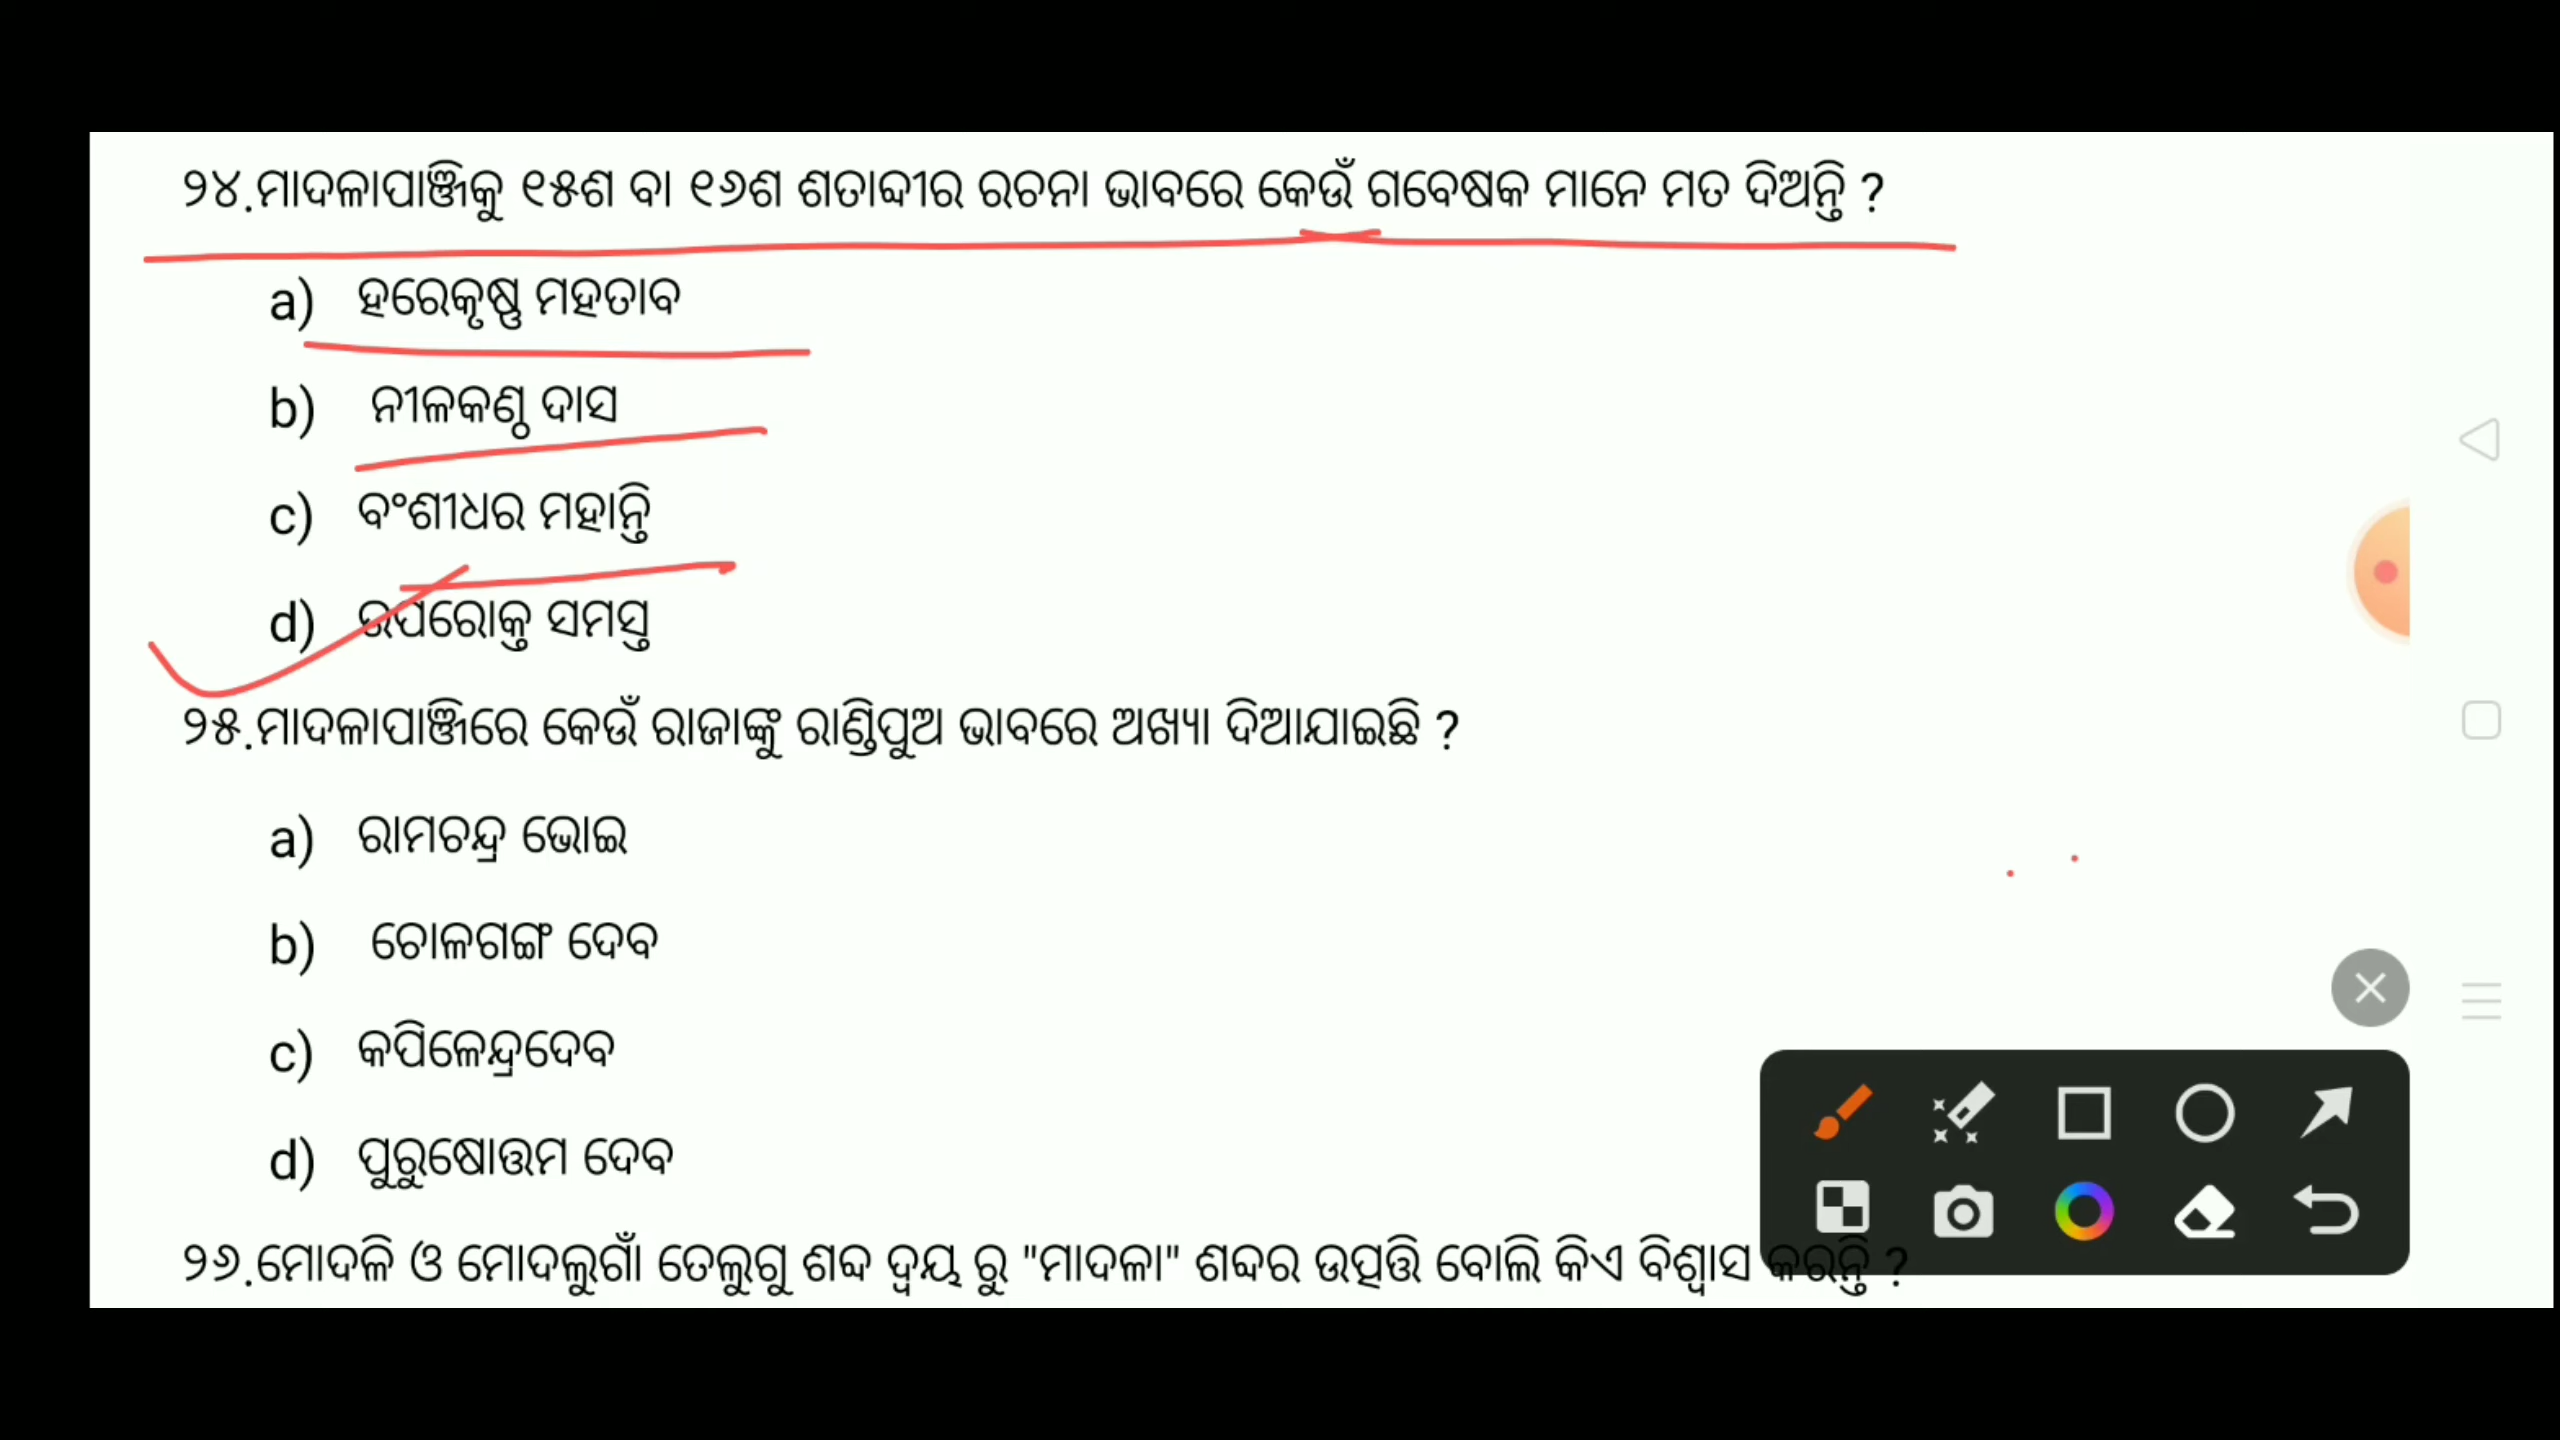 ୨୪.ମାଦଳାପାଞ୍ଜିକୁ ୧୫ଶ ବା ୧୬ଶ ଶତାବ୍ଦୀର ରଚନା ଭାବରେ କେଉଁ ଗବେଷକ ମାନେ ମତ ଦିଅନ୍ତି ?
a) ହରେକୃଷ୍ଣ ମହତାବ
b) ନୀଳକଣ୍ଠ ଦାସ
c) ବଂଶୀଧର ମହାନ୍ତି
d) ଉପରୋକ୍ତ ସମସ୍ତ
୨୫.ମାଦଳାପାଞ୍ଜିରେ କେଉଁ ରାଜାଙ୍କୁ ରାଣ୍ଡିପୁଅ ଭାବରେ ଅଖ୍ୟା ଦିଆଯାଇଛି ?
a) ରାମଚନ୍ଦ୍ର ଭୋଇ
b) ଚୋଳଗଙ୍ଗ ଦେବ
c) କପିଳେନ୍ଦ୍ରଦେବ
d) ପୁରୁଷୋତ୍ତମ ଦେବ
୨୬.ମୋଦଳି ଓ ମୋଦଲୁଗାଁ ତେଲୁଗୁ ଶବ୍ଦ ଦ୍ୱୟ ରୁ "ମାଦଳା" ଶବ୍ଦର ଉତ୍ପତ୍ତି ବୋଲି କିଏ ବିଶ୍ୱାସ କରନ୍ତି ?